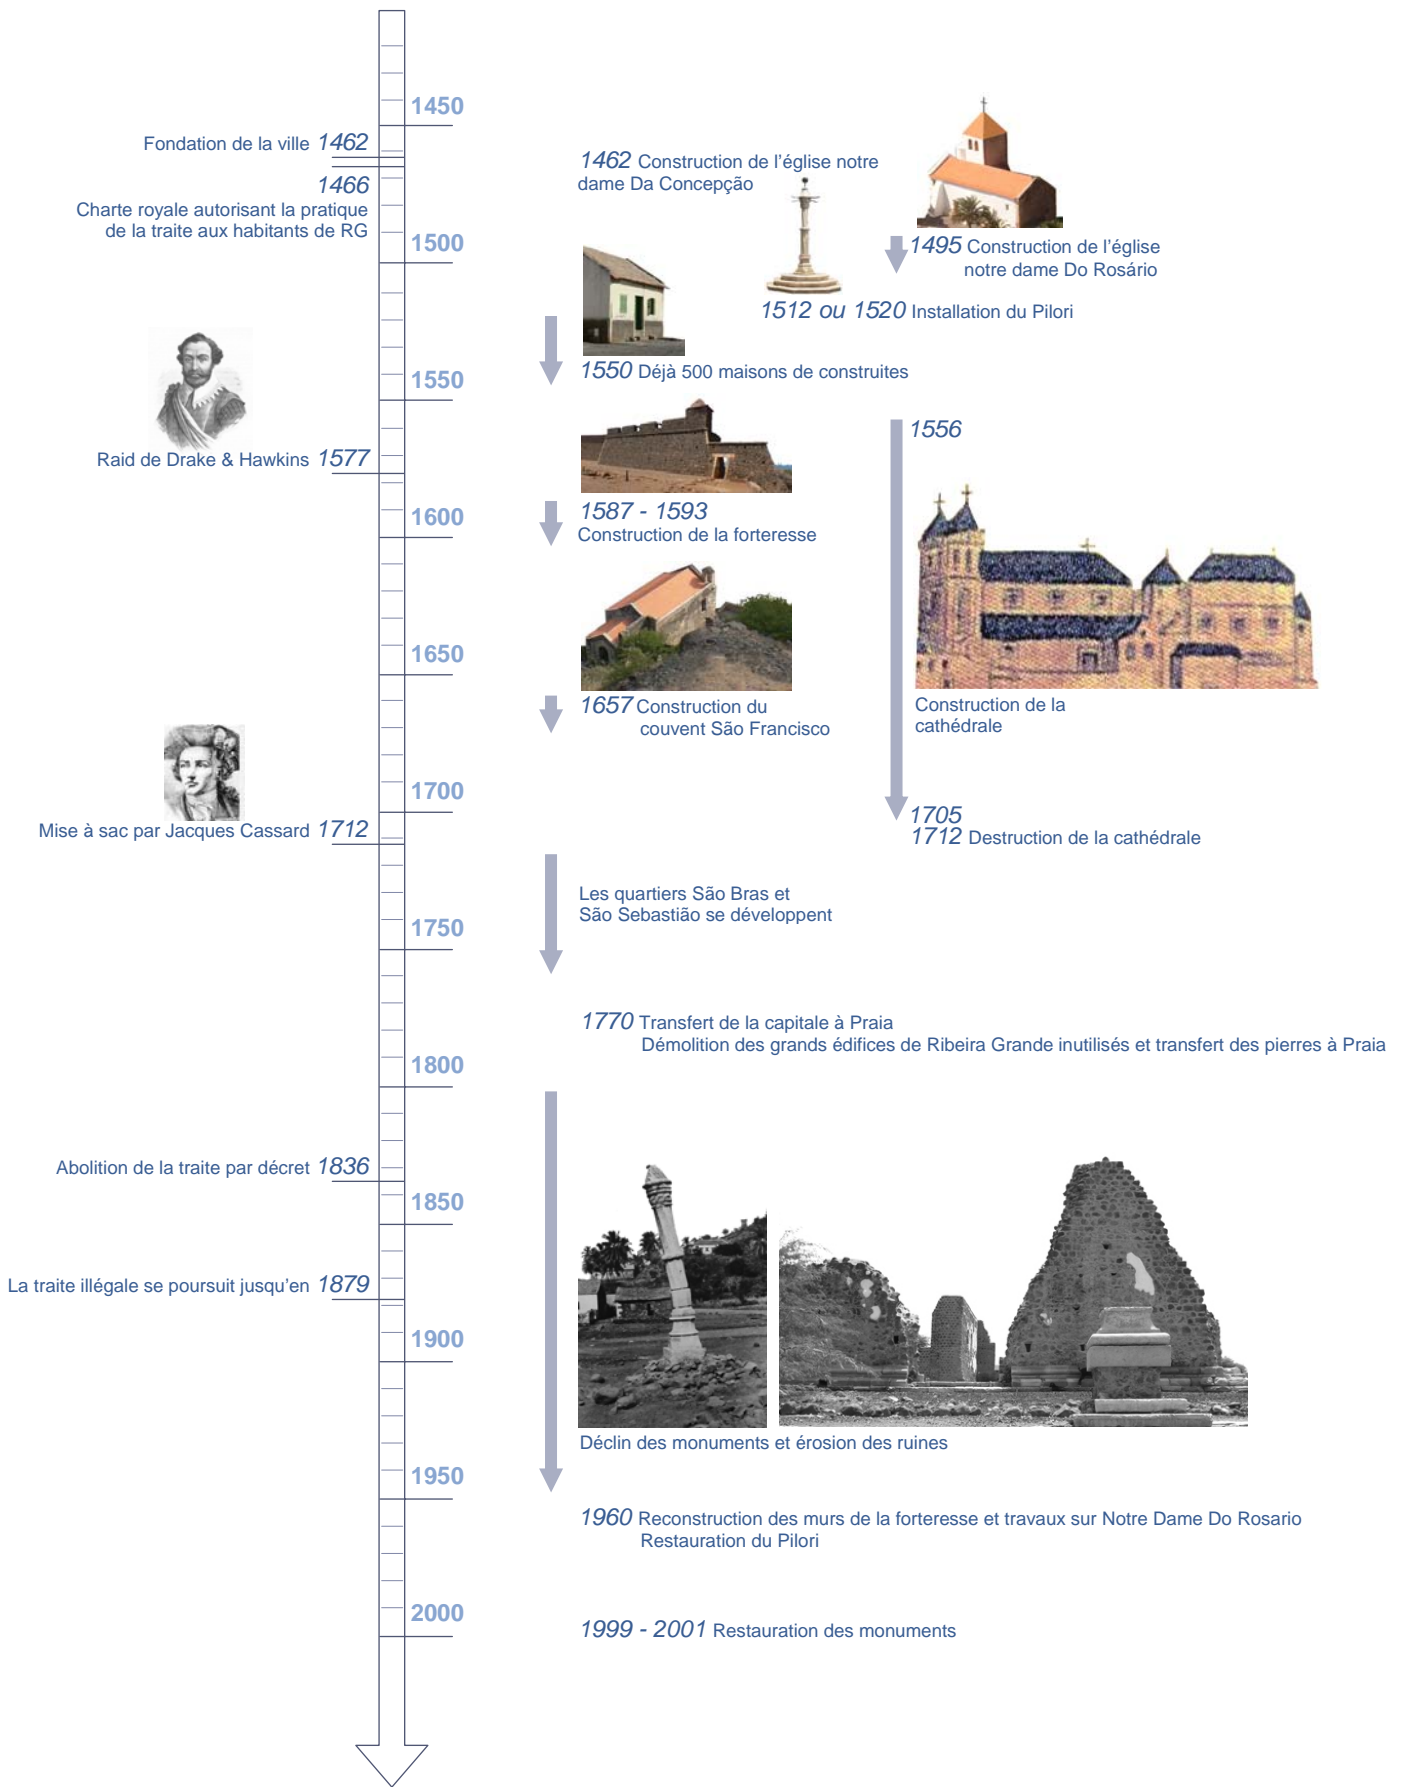 1450
Fondation de la ville 1462
1462 Construction de l'église notre
dame Da Concepção
1466
Charte royale autorisant la pratique
de la traite aux habitants de RG
1500
1495 Construction de l'église
notre dame Do Rosário
1512 ou 1520 Installation du Pilori
1550
1550 Déjà 500 maisons de construites
1556
Raid de Drake & Hawkins 1577
1600
1587 - 1593
Construction de la forteresse
1650
1657 Construction du
couvent São Francisco
Construction de la
cathédrale
1700
1705
Mise à sac par Jacques Cassard 1712
1712 Destruction de la cathédrale
Les quartiers São Bras et
São Sebastião se développent
1750
1770 Transfert de la capitale à Praia
Démolition des grands édifices de Ribeira Grande inutilisés et transfert des pierres à Praia
1800
Abolition de la traite par décret 1836
1850
La traite illégale se poursuit jusqu'en 1879
1900
Déclin des monuments et érosion des ruines
1950
1960 Reconstruction des murs de la forteresse et travaux sur Notre Dame Do Rosario
Restauration du Pilori
2000
1999 - 2001 Restauration des monuments